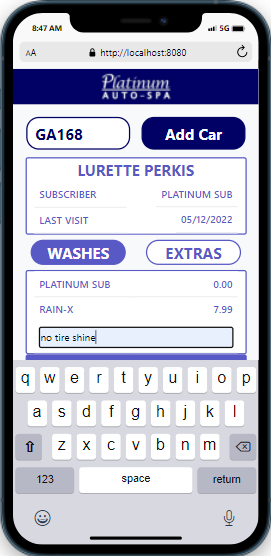 8:47 AM 5G
AA http://localhost:8080
Platinum
AUTO-SPA
GA168 Add Car
LURETTE PERKIS
SUBSCRIBER PLATINUM SUB
LAST VISIT 05/12/2022
WASHES EXTRAS
PLATINUM SUB 0.00
RAIN-X 7.99
no tire shine
q w e r t y u i o p
a s d f g h j k l
z x c v b n m
123 space return